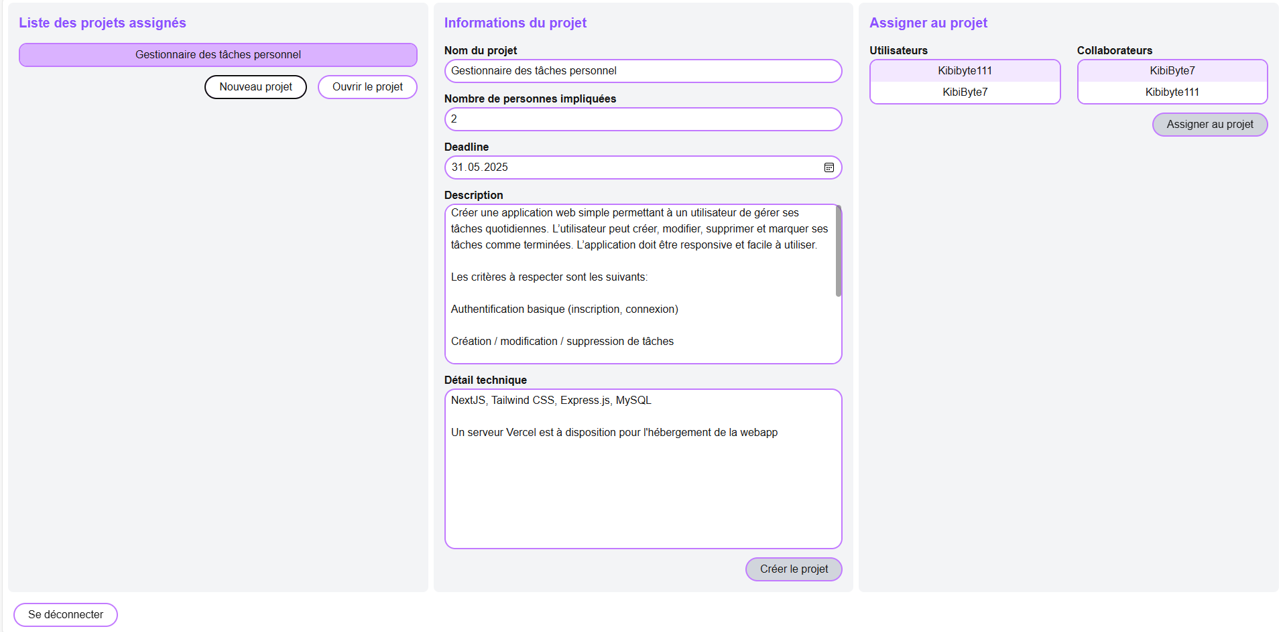 Liste des projets assignés
Gestionnaire des tâches personnel
Nouveau projet
Ouvrir le projet
Informations du projet
Nom du projet
Gestionnaire des tâches personnel
Nombre de personnes impliquées
2
Deadline
31.05.2025
Description
Créer une application web simple permettant à un utilisateur de gérer ses
tâches quotidiennes. L'utilisateur peut créer, modifier, supprimer et marquer ses
tâches comme terminées. L'application doit être responsive et facile à utiliser.
Les critères à respecter sont les suivants:
Authentification basique (inscription, connexion)
Création / modification / suppression de tâches
Détail technique
NextJS, Tailwind CSS, Express.js, MySQL
Un serveur Vercel est à disposition pour l'hébergement de la webapp
Créer le projet
Assigner au projet
Utilisateurs
Kibibyte111
KibiByte7
Collaborateurs
KibiByte7
Kibibyte111
Assigner au projet
Se déconnecter